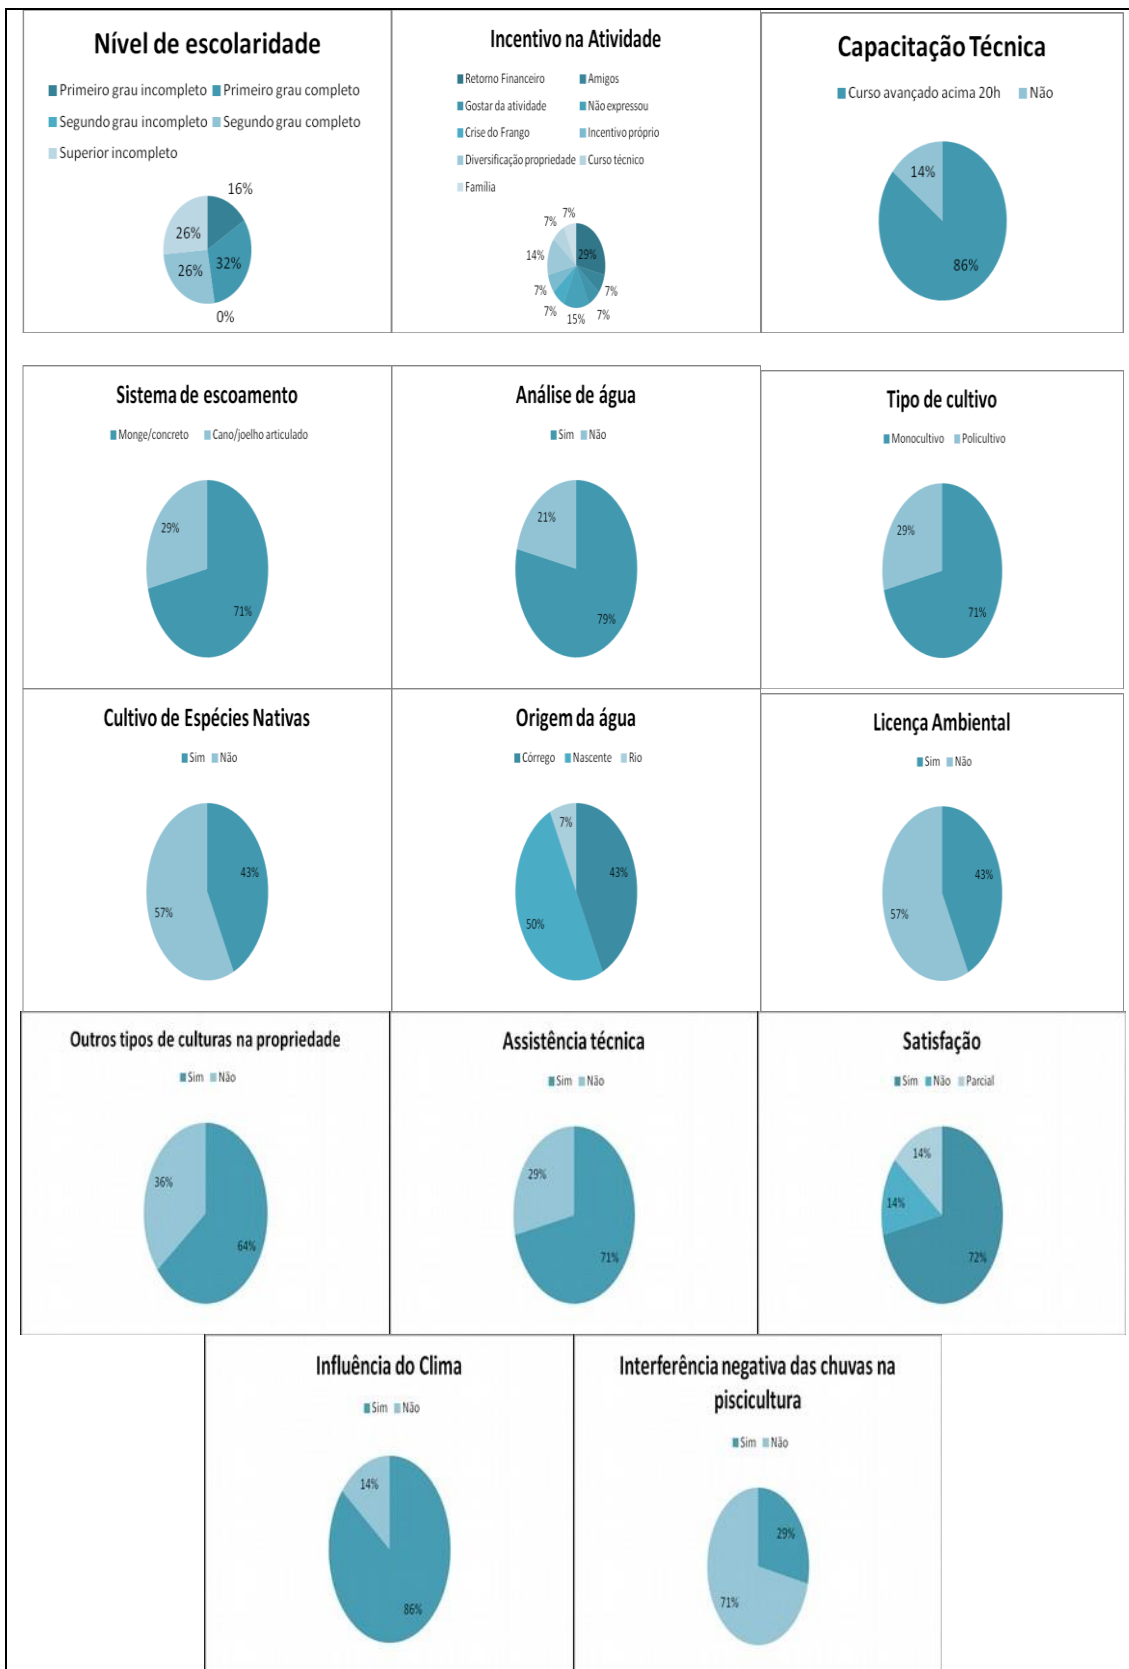 Nível de escolaridade
Primeiro grau incompleto Primeiro grau completo
Segundo grau incompleto Segundo grau completo
Superior incompleto
16%
26%
32%
26%
0%
Incentivo na Atividade
Retorno Financeiro Amigos
Gostar da atividade Não expressou
Crise do Frango Incentivo próprio
Diversificação propriedade Curso técnico
Família
7%
7%
14%
29%
7%
7%
7%
15%
7%
Capacitação Técnica
Curso avançado acima 20h Não
14%
86%
Sistema de escoamento
Monge/concreto Cano/joelho articulado
29%
71%
Análise de água
Sim Não
21%
79%
Tipo de cultivo
Monocultivo Policultivo
29%
71%
Cultivo de Espécies Nativas
Sim Não
43%
57%
Origem da água
Córrego Nascente Rio
7%
43%
50%
Licença Ambiental
Sim Não
43%
57%
Outros tipos de culturas na propriedade
Sim Não
36%
64%
Assistência técnica
Sim Não
29%
71%
Satisfação
Sim Não Parcial
14%
14%
72%
Influência do Clima
Sim Não
14%
86%
Interferência negativa das chuvas na
piscicultura
Sim Não
29%
71%